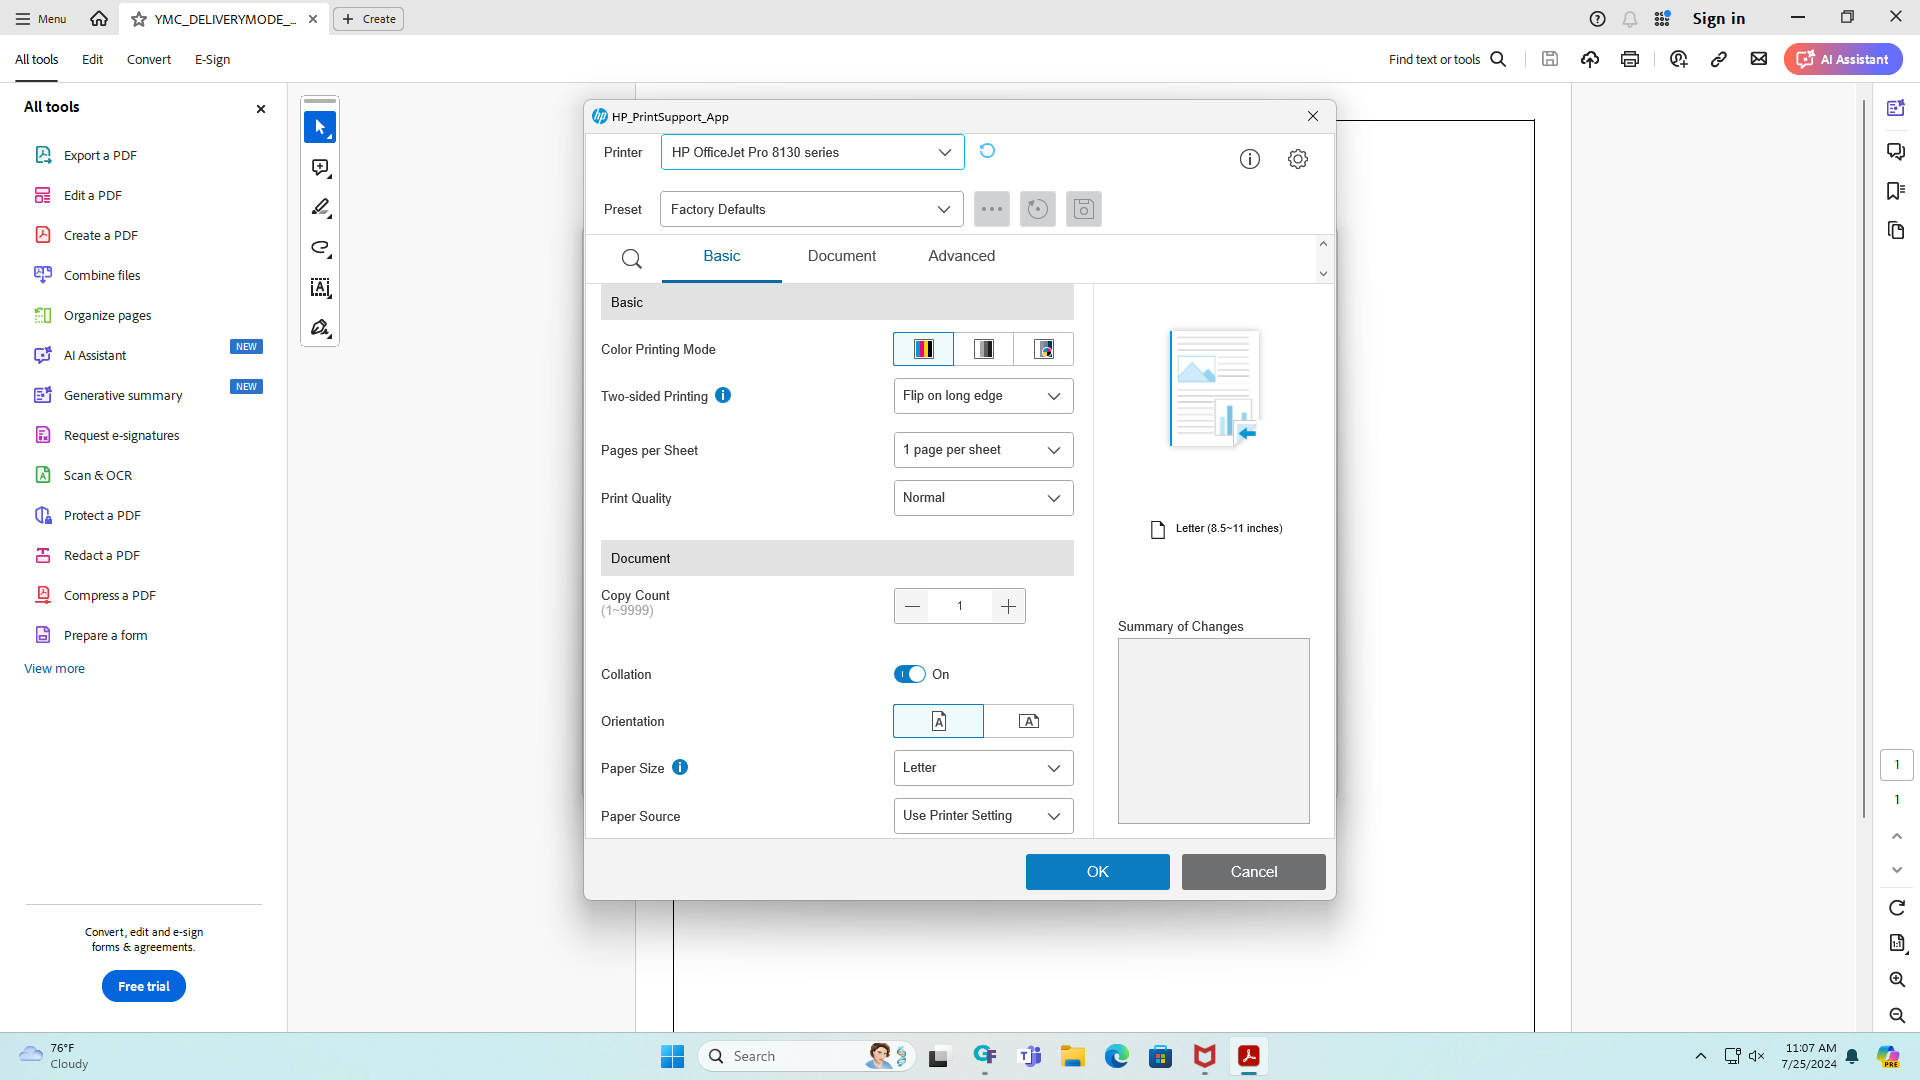 Menu
YMC_DELIVERYMODE_...
Create
Sign in
All tools
Edit
Convert
E-Sign
Find text or tools
AI Assistant
All tools
Export a PDF
Edit a PDF
Create a PDF
Combine files
Organize pages
AI Assistant
NEW
Generative summary
NEW
Request e-signatures
Scan & OCR
Protect a PDF
Redact a PDF
Compress a PDF
Prepare a form
View more
Convert, edit and e-sign
forms & agreements.
Free trial
HP_PrintSupport_App
Printer
HP OfficeJet Pro 8130 series
Preset
Factory Defaults
Basic
Document
Advanced
Basic
Color Printing Mode
Two-sided Printing
Flip on long edge
Pages per Sheet
1 page per sheet
Print Quality
Normal
Document
Copy Count
(1~9999)
1
Collation
On
Orientation
A
A
Paper Size
Letter
Paper Source
Use Printer Setting
Letter (8.5~11 inches)
Summary of Changes
OK
Cancel
1
1
76°F
Cloudy
Search
11:07 AM
7/25/2024
PRE